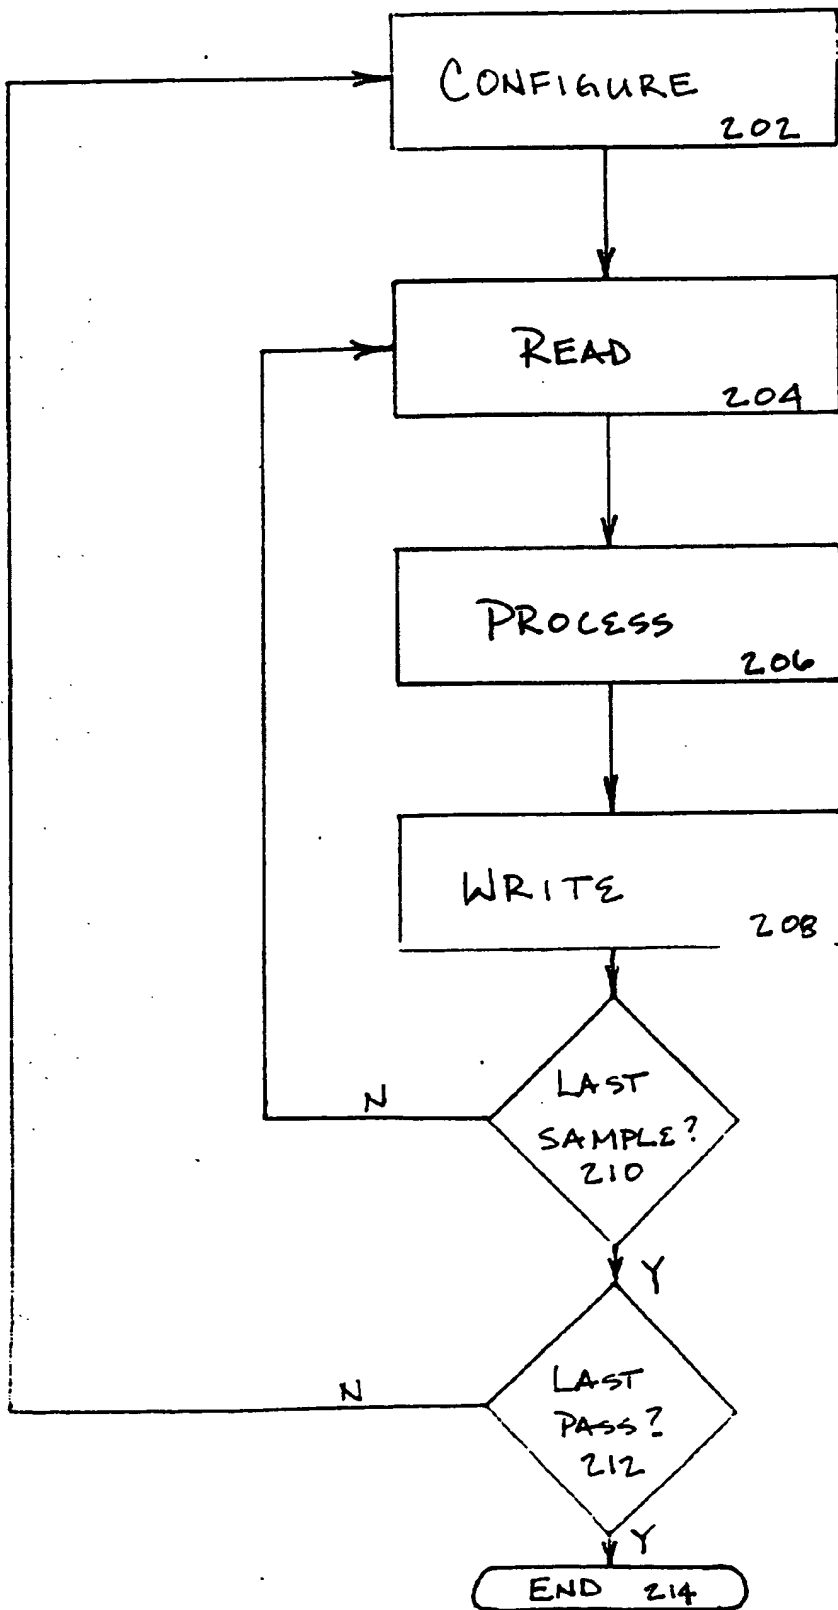 CONFIGURE
202
READ
204
PROCESS
206
WRITE
208
LAST
SAMPLE?
210
N
Y
LAST
PASS?
212
N
Y
END 214